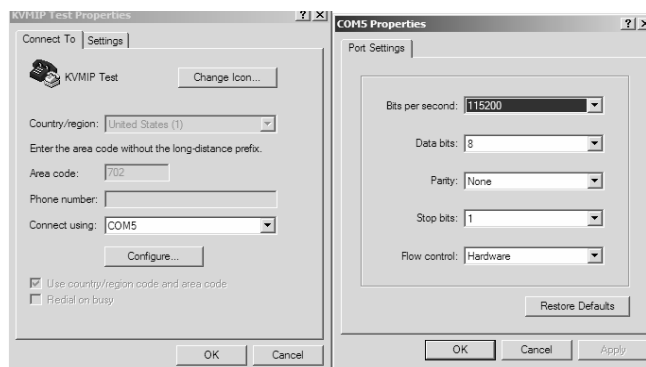 KVMIP Test Properties
Connect To
Settings
KVMIP Test
Change Icon...
Country/region: United States (1)
Enter the area code without the long-distance prefix.
Area code: 702
Phone number:
Connect using: COM5
Configure...
Use country/region code and area code
Redial on busy
OK
Cancel
COM5 Properties
Port Settings
Bits per second: 115200
Data bits: 8
Parity: None
Stop bits: 1
Flow control: Hardware
Restore Defaults
OK
Cancel
Apply